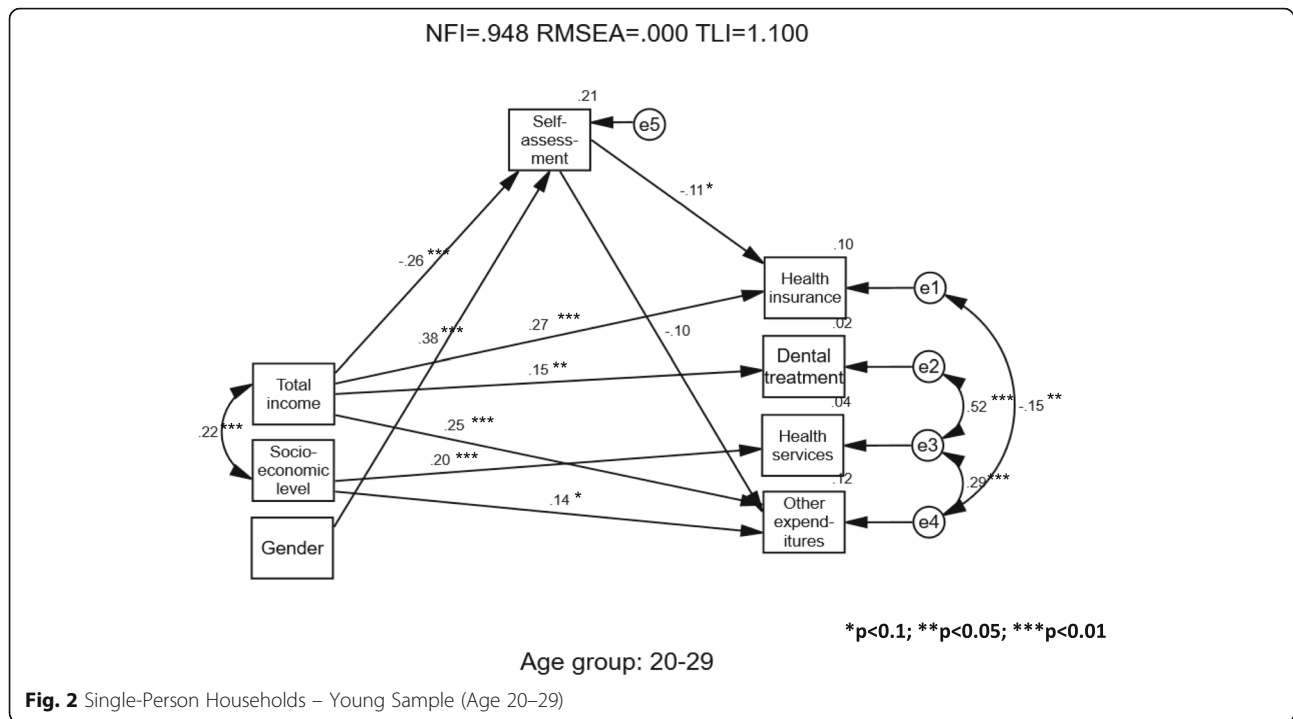 NFI=.948 RMSEA=.000 TLI=1.100
.21
Self-
assess-
ment
e5
-.11 *
.10
Health
insurance
e1
-.26 ***
.38 ***
.27 ***
-.10
.02
Dental
treatment
e2
.15 **
Total
income
.04
.52 ***
-.15 **
.22 ***
.25 ***
Health
services
e3
Socio-
economic
level
.20 ***
.12
.29 ***
.14 *
Other
expend-
itures
e4
Gender
*p<0.1; **p<0.05; ***p<0.01
Age group: 20-29
Fig. 2 Single-Person Households – Young Sample (Age 20–29)